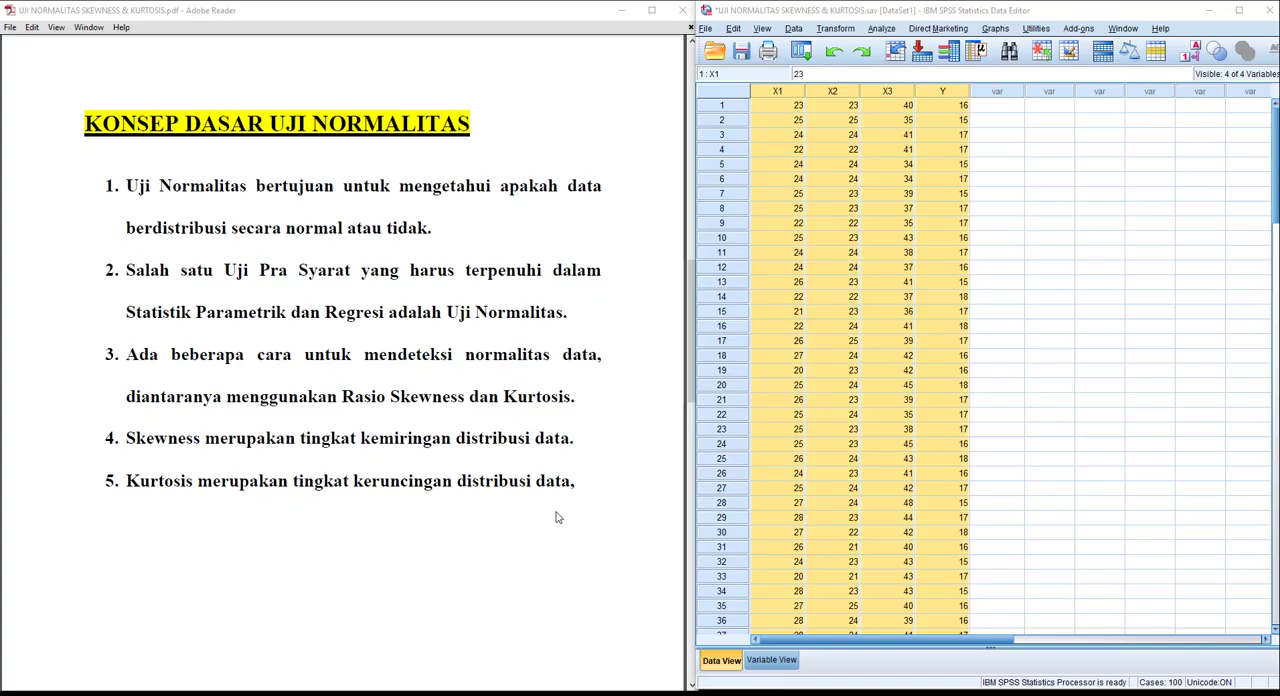 UJI NORMALITAS SKEWNESS & KURTOSIS.pdf - Adobe Reader
File Edit View Window Help
KONSEP DASAR UJI NORMALITAS
1. Uji Normalitas bertujuan untuk mengetahui apakah data
berdistribusi secara normal atau tidak.
2. Salah satu Uji Pra Syarat yang harus terpenuhi dalam
Statistik Parametrik dan Regresi adalah Uji Normalitas.
3. Ada beberapa cara untuk mendeteksi normalitas data,
diantaranya menggunakan Rasio Skewness dan Kurtosis.
4. Skewness merupakan tingkat kemiringan distribusi data.
5. Kurtosis merupakan tingkat keruncingan distribusi data,
*UJI NORMALITAS SKEWNESS & KURTOSIS.sav [DataSet1] - IBM SPSS Statistics Data Editor
File Edit View Data Transform Analyze Direct Marketing Graphs Utilities Add-ons Window Help
1 : X1 23 Visible: 4 of 4 Variables
X1 X2 X3 Y var var var var var var
1 23 23 40 16
2 25 25 35 15
3 24 24 41 17
4 22 22 41 17
5 24 24 34 15
6 24 24 34 17
7 25 23 39 15
8 25 23 37 17
9 22 22 35 17
10 25 23 43 16
11 24 24 38 17
12 24 24 37 16
13 26 23 41 15
14 22 22 37 18
15 21 23 36 17
16 22 24 41 18
17 26 25 39 17
18 27 24 42 16
19 20 23 42 16
20 25 24 45 18
21 26 23 39 17
22 25 24 35 17
23 25 23 38 17
24 25 23 45 16
25 26 24 43 18
26 24 23 41 16
27 25 24 42 17
28 27 24 48 15
29 28 23 44 17
30 27 22 42 18
31 26 21 40 16
32 24 23 43 15
33 20 21 43 17
34 28 23 43 15
35 27 25 40 16
36 28 24 39 16
Data View Variable View
IBM SPSS Statistics Processor is ready Cases: 100 Unicode:ON